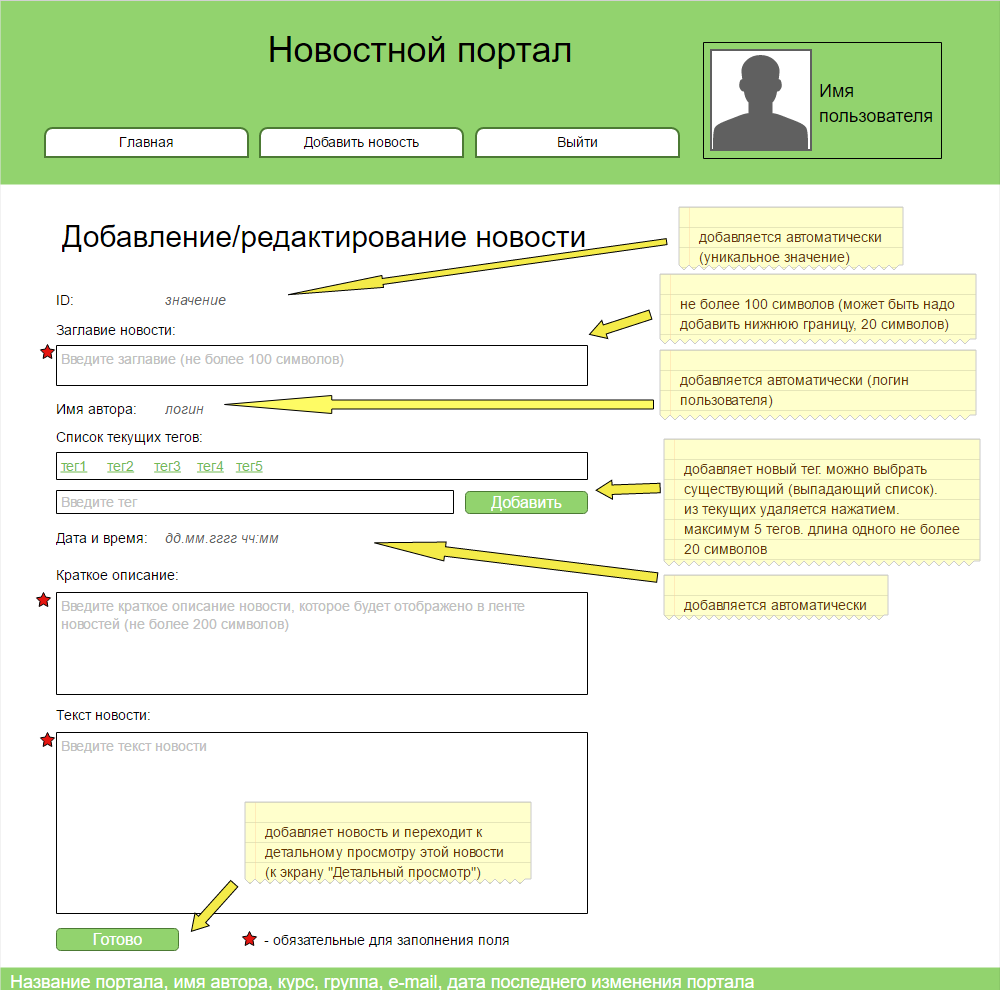 Новостной портал
Имя
пользователя
Главная
Добавить новость
Выйти
Добавление/редактирование новости
добавляется автоматически
(уникальное значение)
ID:
значение
не более 100 символов (может быть надо
добавить нижнюю границу, 20 символов)
Заглавие новости:
Введите заглавие (не более 100 символов)
добавляется автоматически (логин
пользователя)
Имя автора:
логин
Список текущих тегов:
тег1 тег2 тег3 тег4 тег5
добавляет новый тег. можно выбрать
существующий (выпадающий список).
из текущих удаляется нажатием.
максимум 5 тегов. длина одного не более
20 символов
Введите тег
Добавить
Дата и время:
дд.мм.гггг чч:мм
Краткое описание:
добавляется автоматически
Введите краткое описание новости, которое будет отображено в ленте
новостей (не более 200 символов)
Текст новости:
Введите текст новости
добавляет новость и переходит к
детальному просмотру этой новости
(к экрану "Детальный просмотр")
Готово
- обязательные для заполнения поля
Название портала, имя автора, курс, группа, e-mail, дата последнего изменения портала